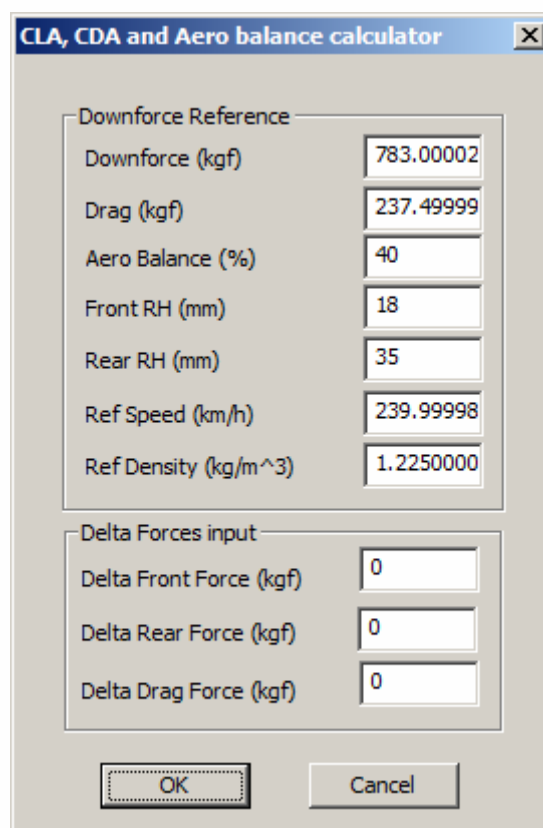 CLA, CDA and Aero balance calculator
Downforce Reference
Downforce (kgf) 783.00002
Drag (kgf) 237.49999
Aero Balance (%) 40
Front RH (mm) 18
Rear RH (mm) 35
Ref Speed (km/h) 239.99998
Ref Density (kg/m^3) 1.2250000
Delta Forces input
Delta Front Force (kgf) 0
Delta Rear Force (kgf) 0
Delta Drag Force (kgf) 0
OK Cancel